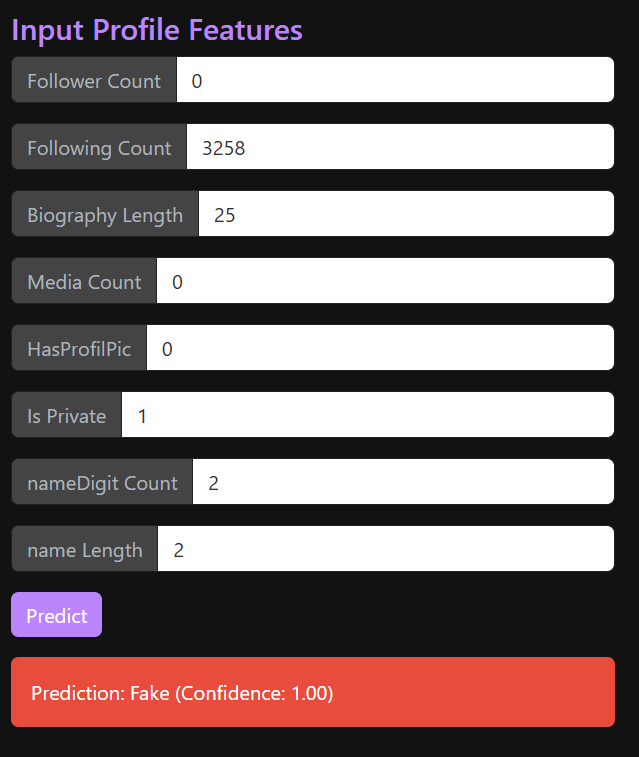 Input Profile Features
Follower Count 0
Following Count 3258
Biography Length 25
Media Count 0
HasProfilPic 0
Is Private 1
nameDigit Count 2
name Length 2
Predict
Prediction: Fake (Confidence: 1.00)